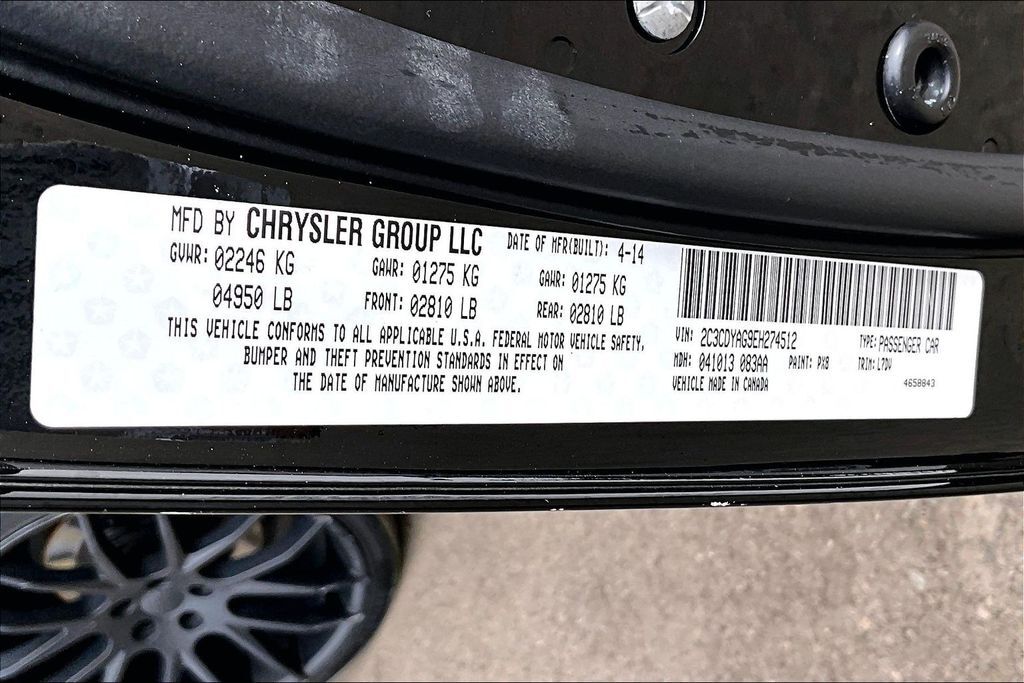 MFD BY CHRYSLER GROUP LLC DATE OF MFR(BUILT): 4-14
GVWR: 02246 KG GAWR: 01275 KG GAWR: 01275 KG
04950 LB FRONT: 02810 LB REAR: 02810 LB
THIS VEHICLE CONFORMS TO ALL APPLICABLE U.S.A. FEDERAL MOTOR VEHICLE SAFETY,
BUMPER AND THEFT PREVENTION STANDARDS IN EFFECT ON
THE DATE OF MANUFACTURE SHOWN ABOVE.
VIN: 2C3CDYAG9EH274512 TYPE: PASSENGER CAR
MDH: 041013 083AA PAINT: PX8 TRIM: L7DV
VEHICLE MADE IN CANADA 4658843